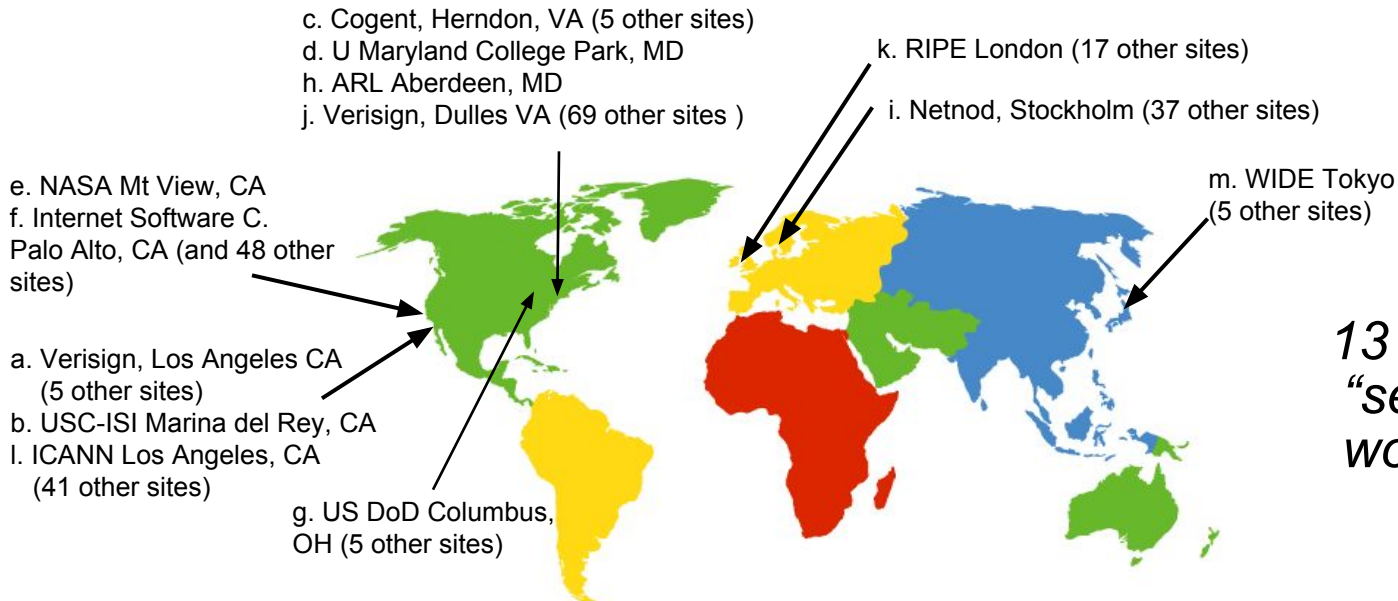 c. Cogent, Herndon, VA (5 other sites)
d. U Maryland College Park, MD
h. ARL Aberdeen, MD
j. Verisign, Dulles VA (69 other sites )
k. RIPE London (17 other sites)
i. Netnod, Stockholm (37 other sites)
m. WIDE Tokyo
(5 other sites)
e. NASA Mt View, CA
f. Internet Software C.
Palo Alto, CA (and 48 other
sites)
a. Verisign, Los Angeles CA
(5 other sites)
b. USC-ISI Marina del Rey, CA
l. ICANN Los Angeles, CA
(41 other sites)
g. US DoD Columbus,
OH (5 other sites)
13
“se
wo